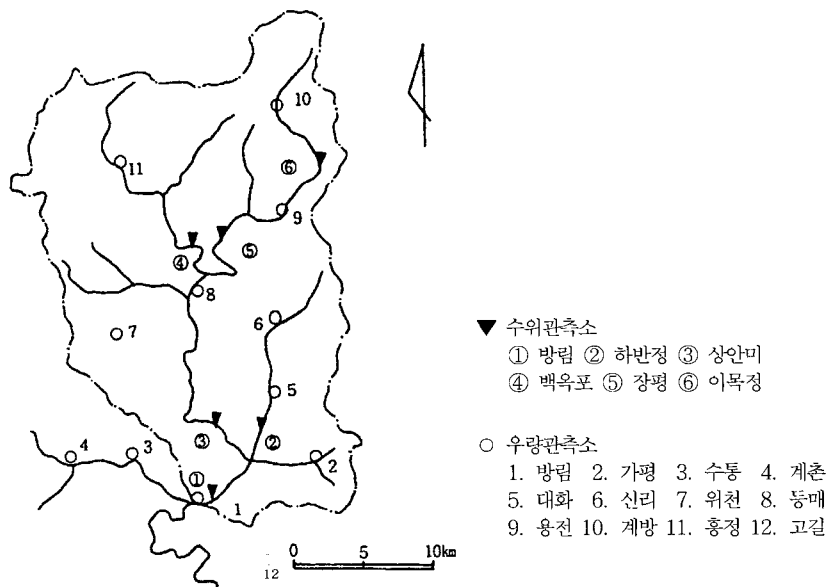 10
11
⑥
9
④
⑤
8
7
6
5
4
3
③
②
2
①
1
12
0 5 10km
▼ 수위관측소
① 방림 ② 하반정 ③ 상안미
④ 백옥포 ⑤ 장평 ⑥ 이목정
○ 우량관측소
1. 방림 2. 가평 3. 수통 4. 계촌
5. 대화 6. 신리 7. 위천 8. 등매
9. 용전 10. 계방 11. 흥정 12. 고길